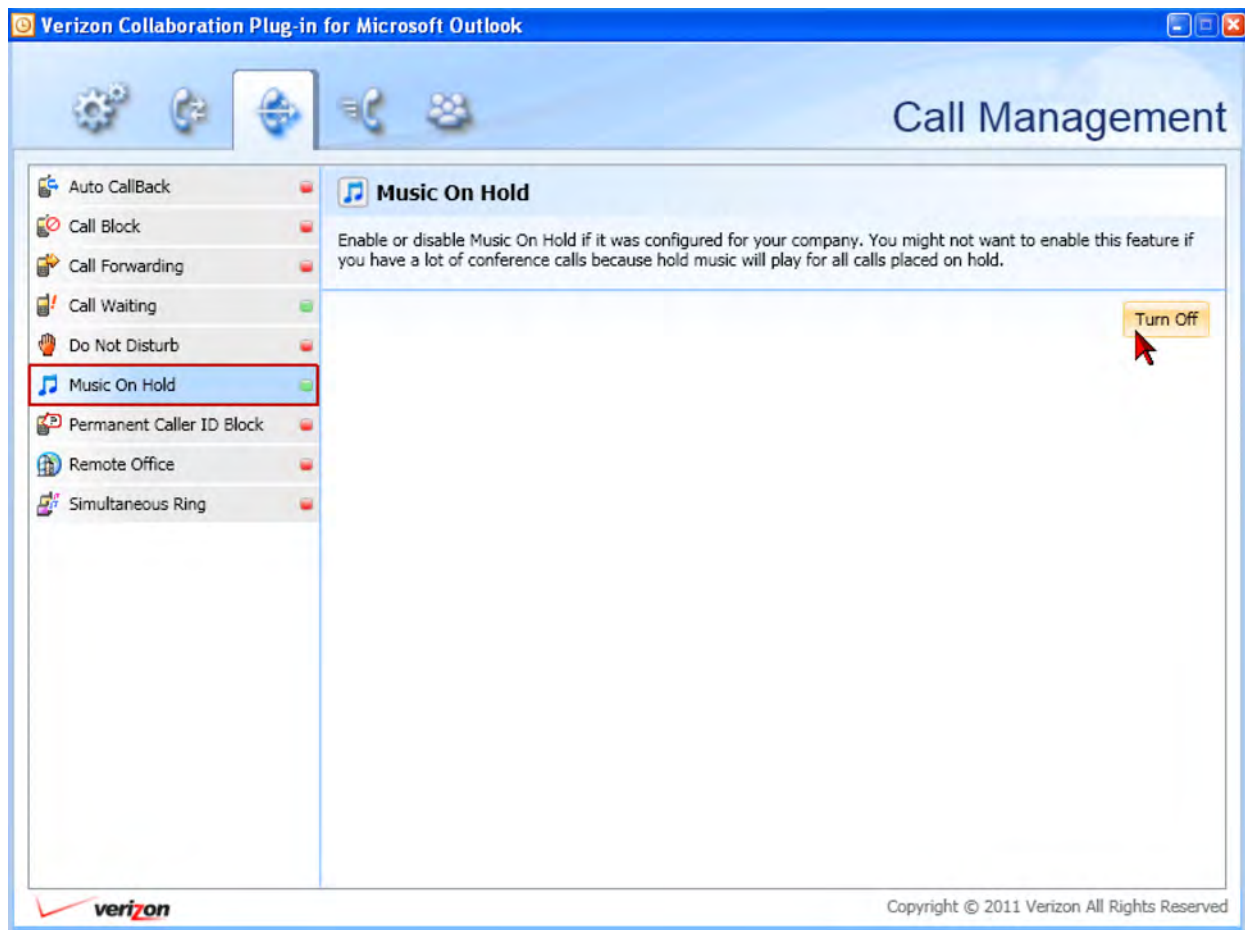 Verizon Collaboration Plug-in for Microsoft Outlook
Call Management
Auto CallBack
Call Block
Call Forwarding
Call Waiting
Do Not Disturb
Music On Hold
Permanent Caller ID Block
Remote Office
Simultaneous Ring
Music On Hold
Enable or disable Music On Hold if it was configured for your company. You might not want to enable this feature if
you have a lot of conference calls because hold music will play for all calls placed on hold.
Turn Off
verizon
Copyright © 2011 Verizon All Rights Reserved